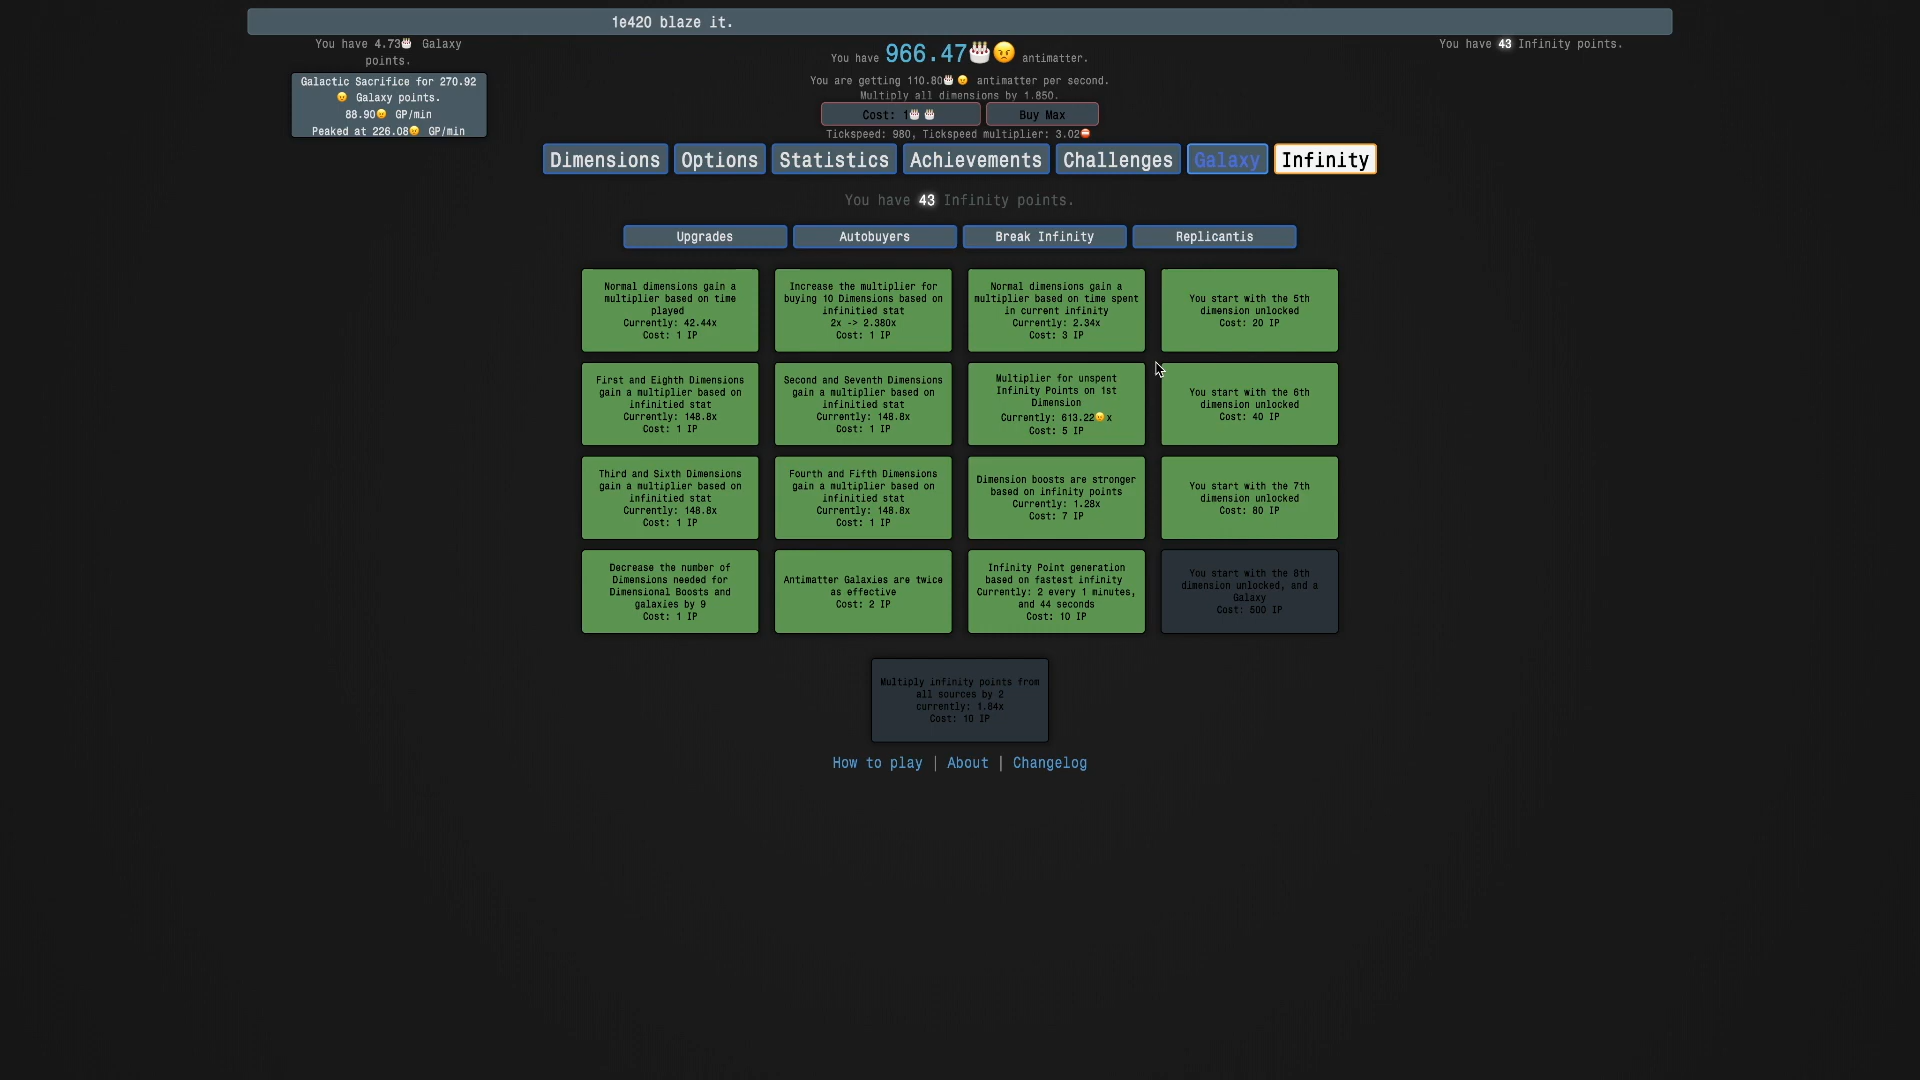 1e420 blaze it.
You have 4.73🎂 Galaxy
points.
Galactic Sacrifice for 270.92
😠 Galaxy points.
88.90😠 GP/min
Peaked at 226.08😠 GP/min
You have 966.47🎂😠 antimatter.
You are getting 110.80🎂😠 antimatter per second.
Multiply all dimensions by 1.850.
Cost: 1🎂🎂
Buy Max
Tickspeed: 980, Tickspeed multiplier: 3.02⛔
You have 43 Infinity points.
Dimensions
Options
Statistics
Achievements
Challenges
Galaxy
Infinity
You have 43 Infinity points.
Upgrades
Autobuyers
Break Infinity
Replicantis
Normal dimensions gain a
multiplier based on time
played
Currently: 42.44x
Cost: 1 IP
Increase the multiplier for
buying 10 Dimensions based on
infinitied stat
2x -> 2.380x
Cost: 1 IP
Normal dimensions gain a
multiplier based on time spent
in current infinity
Currently: 2.34x
Cost: 3 IP
You start with the 5th
dimension unlocked
Cost: 20 IP
First and Eighth Dimensions
gain a multiplier based on
infinitied stat
Currently: 148.8x
Cost: 1 IP
Second and Seventh Dimensions
gain a multiplier based on
infinitied stat
Currently: 148.8x
Cost: 1 IP
Multiplier for unspent
Infinity Points on 1st
Dimension
Currently: 613.22😠x
Cost: 5 IP
You start with the 6th
dimension unlocked
Cost: 40 IP
Third and Sixth Dimensions
gain a multiplier based on
infinitied stat
Currently: 148.8x
Cost: 1 IP
Fourth and Fifth Dimensions
gain a multiplier based on
infinitied stat
Currently: 148.8x
Cost: 1 IP
Dimension boosts are stronger
based on infinity points
Currently: 1.28x
Cost: 7 IP
You start with the 7th
dimension unlocked
Cost: 80 IP
Decrease the number of
Dimensions needed for
Dimensional Boosts and
galaxies by 9
Cost: 1 IP
Antimatter Galaxies are twice
as effective
Cost: 2 IP
Infinity Point generation
based on fastest infinity
Currently: 2 every 1 minutes,
and 44 seconds
Cost: 10 IP
You start with the 8th
dimension unlocked, and a
Galaxy
Cost: 500 IP
Multiply infinity points from
all sources by 2
currently: 1.84x
Cost: 10 IP
How to play | About | Changelog